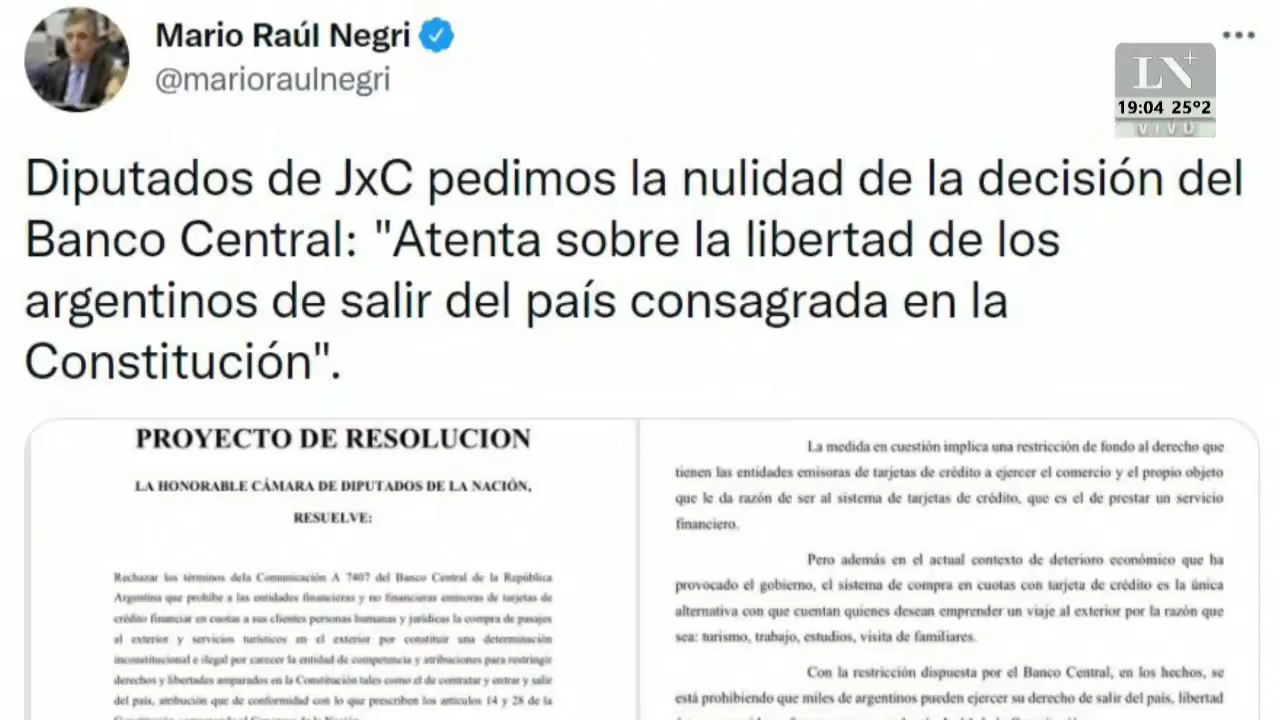 Mario Raúl Negri
@marioraulnegri
LN+
19:04 25º2
VIVO
Diputados de JxC pedimos la nulidad de la decisión del
Banco Central: "Atenta sobre la libertad de los
argentinos de salir del país consagrada en la
Constitución".
PROYECTO DE RESOLUCION
LA HONORABLE CÁMARA DE DIPUTADOS DE LA NACIÓN,
RESUELVE:
Rechazar los términos dela Comunicación A 7407 del Banco Central de la República
Argentina que prohíbe a las entidades financieras y no financieras emisoras de tarjetas de
crédito financiar en cuotas a sus clientes personas humanas y jurídicas la compra de pasajes
al exterior y servicios turísticos en el exterior por constituir una determinación
inconstitucional e ilegal por carecer la entidad de competencia y atribuciones para restringir
derechos y libertades amparados en la Constitución tales como el de contratar y entrar y salir
del país, atribución que de conformidad con lo que prescriben los artículos 14 y 28 de la
La medida en cuestión implica una restricción de fondo al derecho que
tienen las entidades emisoras de tarjetas de crédito a ejercer el comercio y el propio objeto
que le da razón de ser al sistema de tarjetas de crédito, que es el de prestar un servicio
financiero.
Pero además en el actual contexto de deterioro económico que ha
provocado el gobierno, el sistema de compra en cuotas con tarjeta de crédito es la única
alternativa con que cuentan quienes desean emprender un viaje al exterior por la razón que
sea: turismo, trabajo, estudios, visita de familiares.
Con la restricción dispuesta por el Banco Central, en los hechos, se
está prohibiendo que miles de argentinos pueden ejercer su derecho de salir del país, libertad